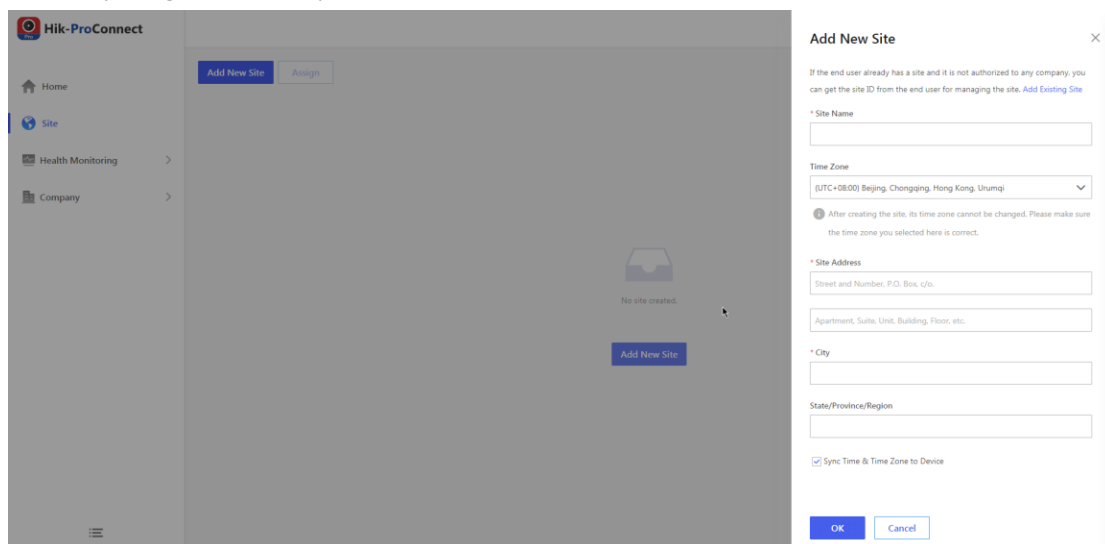 Pro
Hik-ProConnect
Home
Site
Health Monitoring
Company
Add New Site
Assign
No site created.
Add New Site
Add New Site
If the end user already has a site and it is not authorized to any company, you
can get the site ID from the end user for managing the site. Add Existing Site
* Site Name
Time Zone
(UTC+08:00) Beijing, Chongqing, Hong Kong, Urumqi
After creating the site, its time zone cannot be changed. Please make sure
the time zone you selected here is correct.
* Site Address
Street and Number, P.O. Box, c/o.
Apartment, Suite, Unit, Building, Floor, etc.
* City
State/Province/Region
Sync Time & Time Zone to Device
OK
Cancel